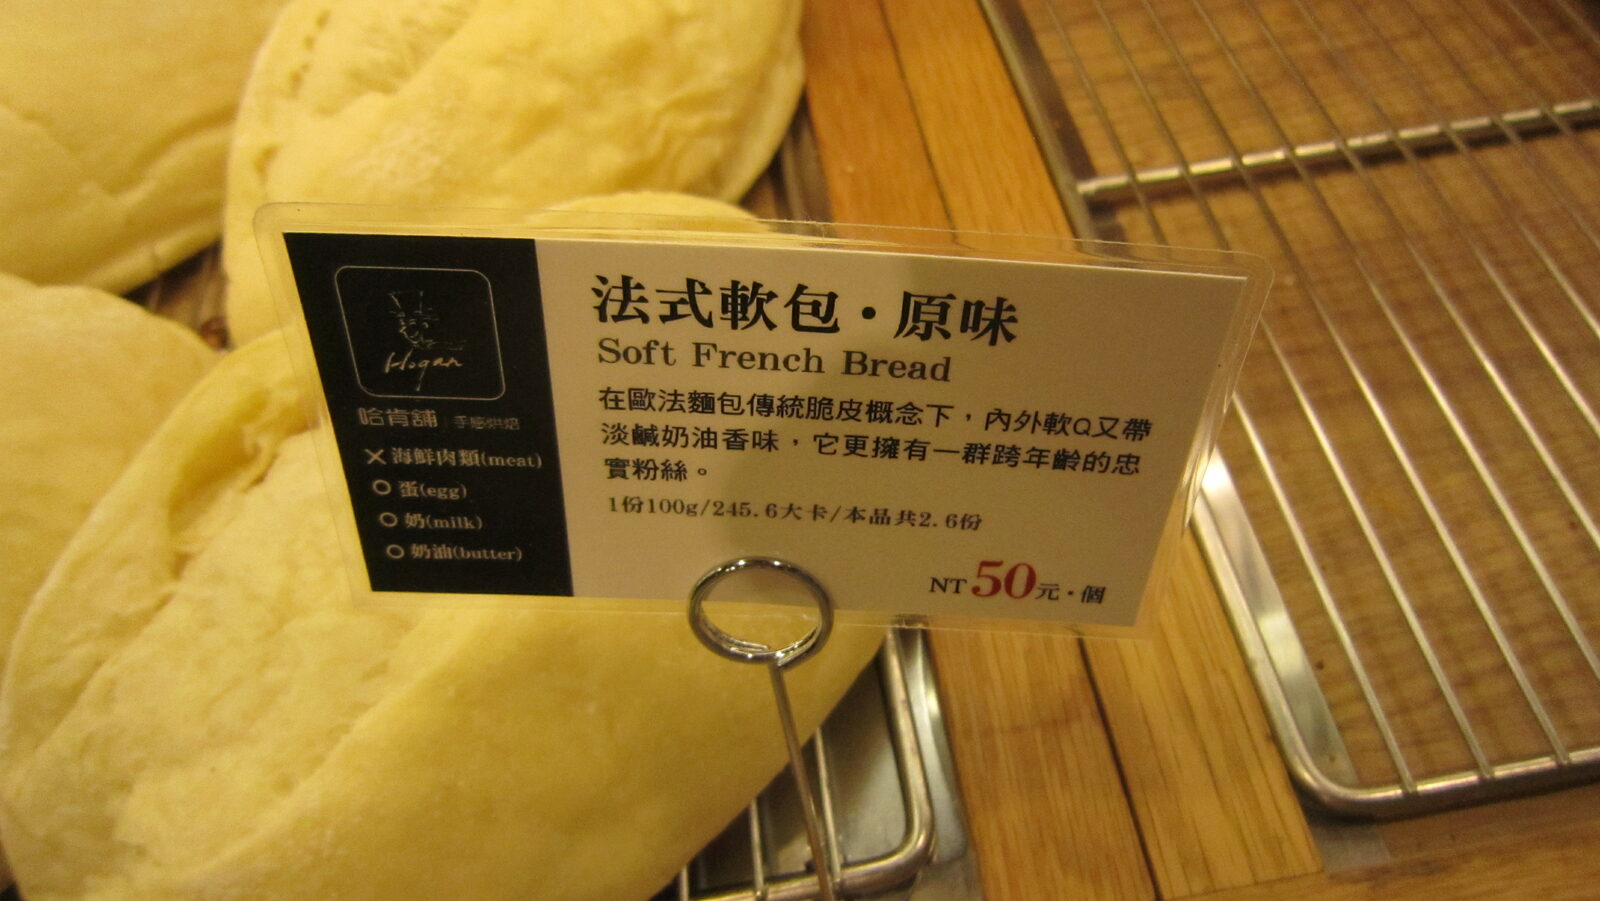 Hogan
哈肯舖 手感烘焙
✕ 海鮮肉類(meat)
○ 蛋(egg)
○ 奶(milk)
○ 奶油(butter)
法式軟包・原味
Soft French Bread
在歐法麵包傳統脆皮概念下，內外軟Q又帶
淡鹹奶油香味，它更擁有一群跨年齡的忠
實粉絲。
1份100g/245.6大卡/本品共2.6份
NT50元・個